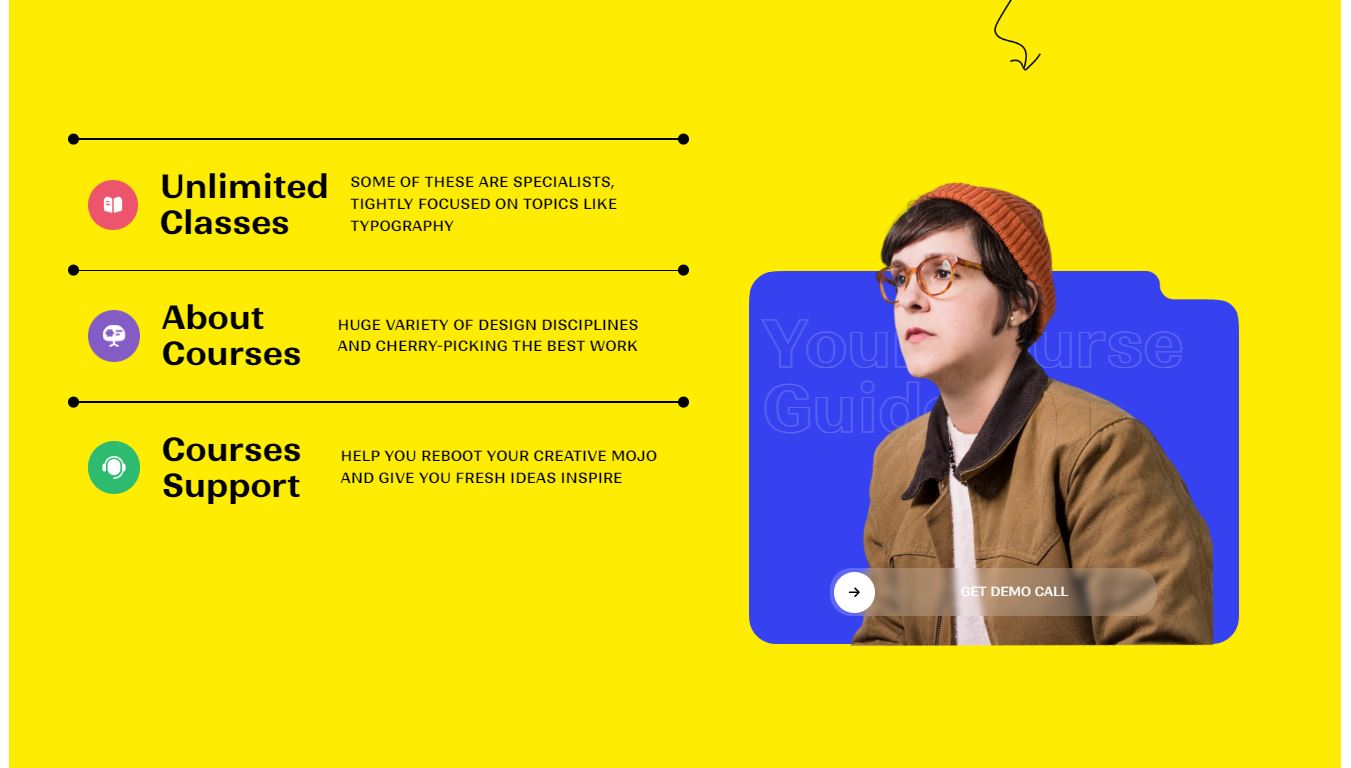 Unlimited
Classes
SOME OF THESE ARE SPECIALISTS,
TIGHTLY FOCUSED ON TOPICS LIKE
TYPOGRAPHY
About
Courses
HUGE VARIETY OF DESIGN DISCIPLINES
AND CHERRY-PICKING THE BEST WORK
Courses
Support
HELP YOU REBOOT YOUR CREATIVE MOJO
AND GIVE YOU FRESH IDEAS INSPIRE
GET DEMO CALL